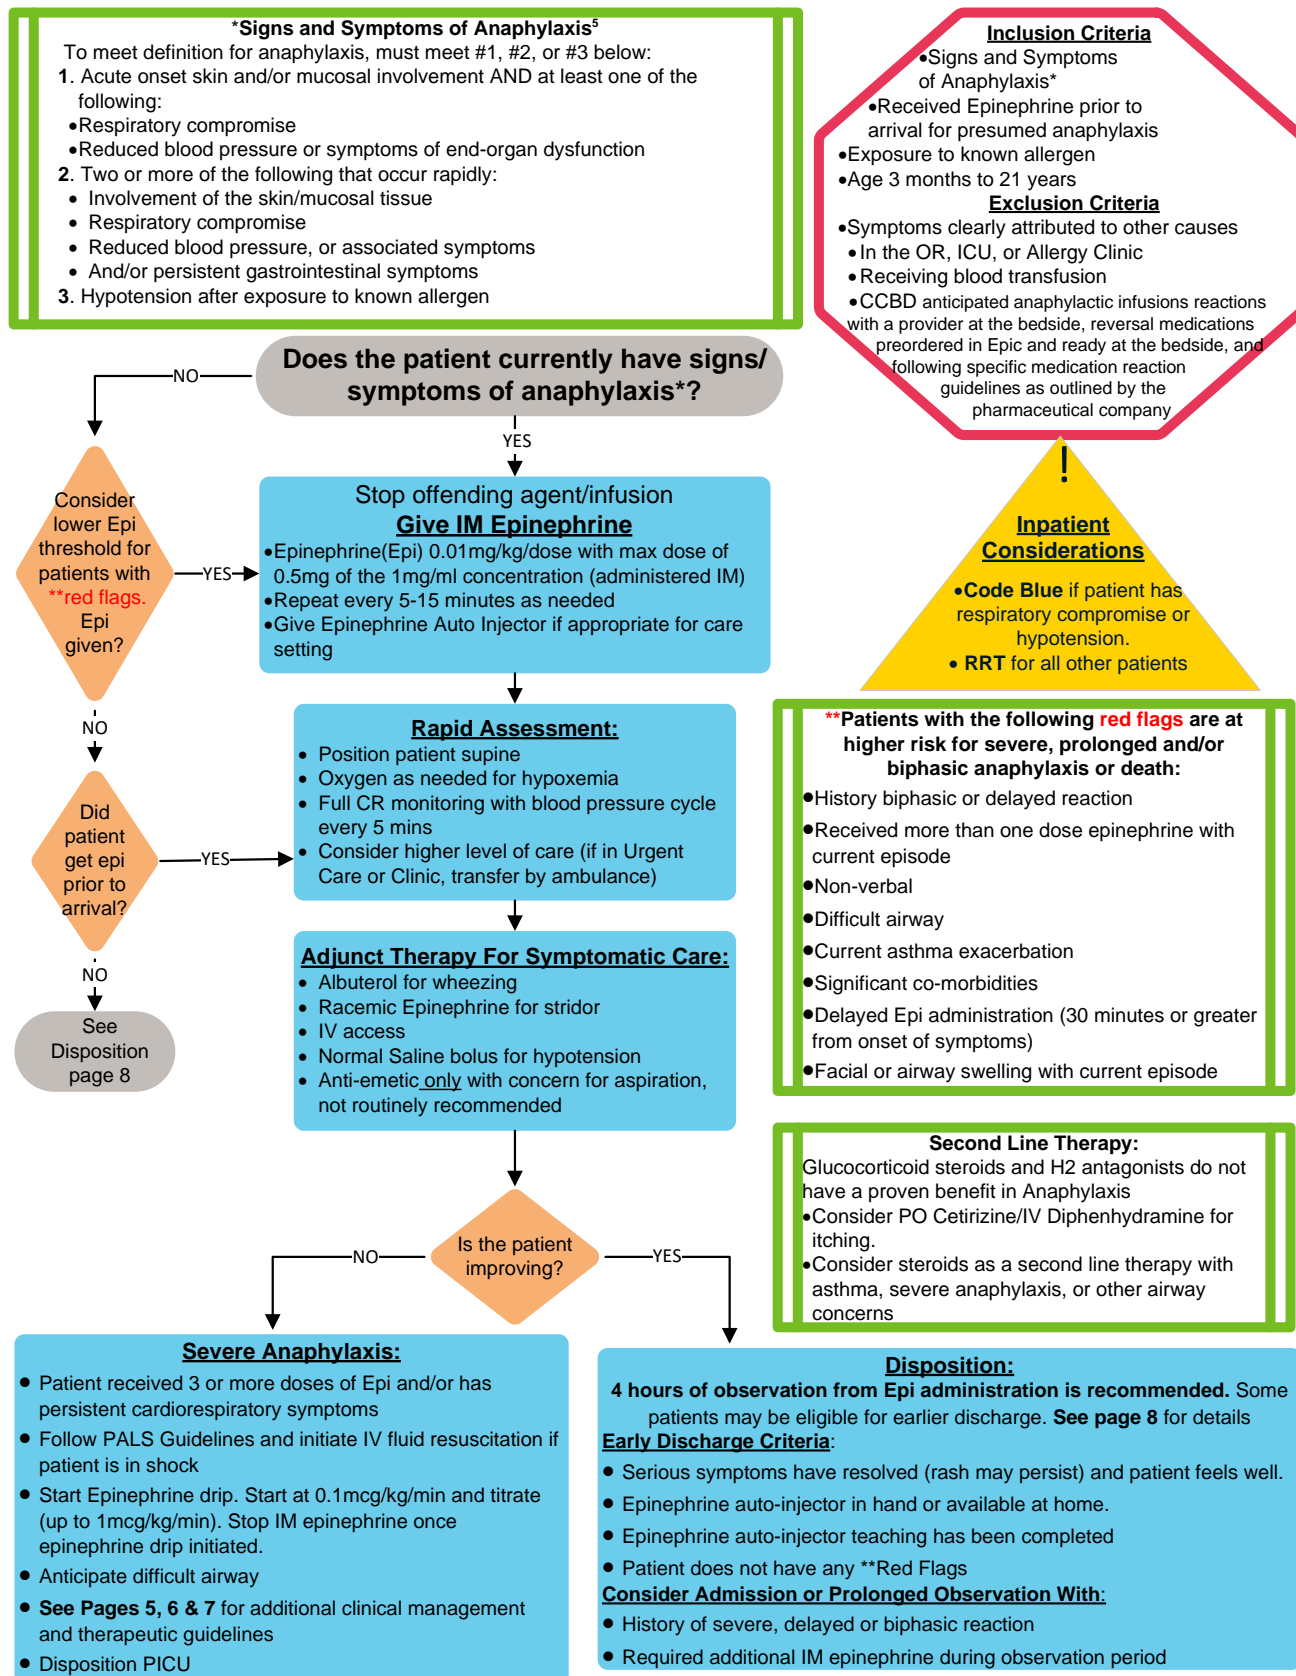 *Signs and Symptoms of Anaphylaxis5
To meet definition for anaphylaxis, must meet #1, #2, or #3 below:
1. Acute onset skin and/or mucosal involvement AND at least one of the
following:
•Respiratory compromise
•Reduced blood pressure or symptoms of end-organ dysfunction
2. Two or more of the following that occur rapidly:
• Involvement of the skin/mucosal tissue
• Respiratory compromise
• Reduced blood pressure, or associated symptoms
• And/or persistent gastrointestinal symptoms
3. Hypotension after exposure to known allergen
Inclusion Criteria
•Signs and Symptoms
of Anaphylaxis*
•Received Epinephrine prior to
arrival for presumed anaphylaxis
•Exposure to known allergen
•Age 3 months to 21 years
Exclusion Criteria
•Symptoms clearly attributed to other causes
•In the OR, ICU, or Allergy Clinic
•Receiving blood transfusion
•CCBD anticipated anaphylactic infusions reactions
with a provider at the bedside, reversal medications
preordered in Epic and ready at the bedside, and
following specific medication reaction
guidelines as outlined by the
pharmaceutical company
Does the patient currently have signs/
symptoms of anaphylaxis*?
NO
YES
Consider
lower Epi
threshold for
patients with
**red flags.
Epi
given?
YES
Stop offending agent/infusion
Give IM Epinephrine
•Epinephrine(Epi) 0.01mg/kg/dose with max dose of
0.5mg of the 1mg/ml concentration (administered IM)
•Repeat every 5-15 minutes as needed
•Give Epinephrine Auto Injector if appropriate for care
setting
!
Inpatient
Considerations
•Code Blue if patient has
respiratory compromise or
hypotension.
• RRT for all other patients
NO
Did
patient
get epi
prior to
arrival?
YES
Rapid Assessment:
• Position patient supine
• Oxygen as needed for hypoxemia
• Full CR monitoring with blood pressure cycle
every 5 mins
• Consider higher level of care (if in Urgent
Care or Clinic, transfer by ambulance)
**Patients with the following red flags are at
higher risk for severe, prolonged and/or
biphasic anaphylaxis or death:
•History biphasic or delayed reaction
•Received more than one dose epinephrine with
current episode
•Non-verbal
•Difficult airway
•Current asthma exacerbation
•Significant co-morbidities
•Delayed Epi administration (30 minutes or greater
from onset of symptoms)
•Facial or airway swelling with current episode
NO
See
Disposition
page 8
Adjunct Therapy For Symptomatic Care:
• Albuterol for wheezing
• Racemic Epinephrine for stridor
• IV access
• Normal Saline bolus for hypotension
• Anti-emetic only with concern for aspiration,
not routinely recommended
Second Line Therapy:
Glucocorticoid steroids and H2 antagonists do not
have a proven benefit in Anaphylaxis
•Consider PO Cetirizine/IV Diphenhydramine for
itching.
•Consider steroids as a second line therapy with
asthma, severe anaphylaxis, or other airway
concerns
Is the patient
improving?
NO
YES
Severe Anaphylaxis:
• Patient received 3 or more doses of Epi and/or has
persistent cardiorespiratory symptoms
• Follow PALS Guidelines and initiate IV fluid resuscitation if
patient is in shock
• Start Epinephrine drip. Start at 0.1mcg/kg/min and titrate
(up to 1mcg/kg/min). Stop IM epinephrine once
epinephrine drip initiated.
• Anticipate difficult airway
• See Pages 5, 6 & 7 for additional clinical management
and therapeutic guidelines
• Disposition PICU
Disposition:
4 hours of observation from Epi administration is recommended. Some
patients may be eligible for earlier discharge. See page 8 for details
Early Discharge Criteria:
• Serious symptoms have resolved (rash may persist) and patient feels well.
• Epinephrine auto-injector in hand or available at home.
• Epinephrine auto-injector teaching has been completed
• Patient does not have any **Red Flags
Consider Admission or Prolonged Observation With:
• History of severe, delayed or biphasic reaction
• Required additional IM epinephrine during observation period